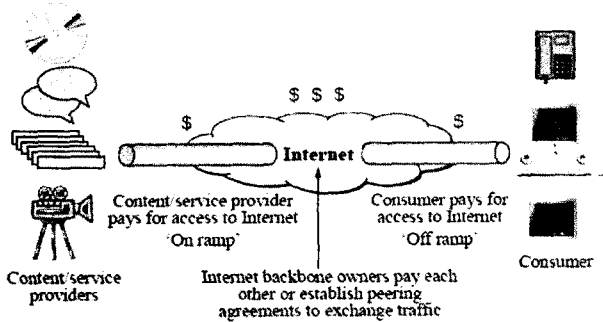 $ $ $
$
$
Internet
Content/service provider
pays for access to Internet
'On ramp'
Consumer pays for
access to Internet
'Off ramp'
Content/service
providers
Internet backbone owners pay each
other or establish peering
agreements to exchange traffic
Consumer